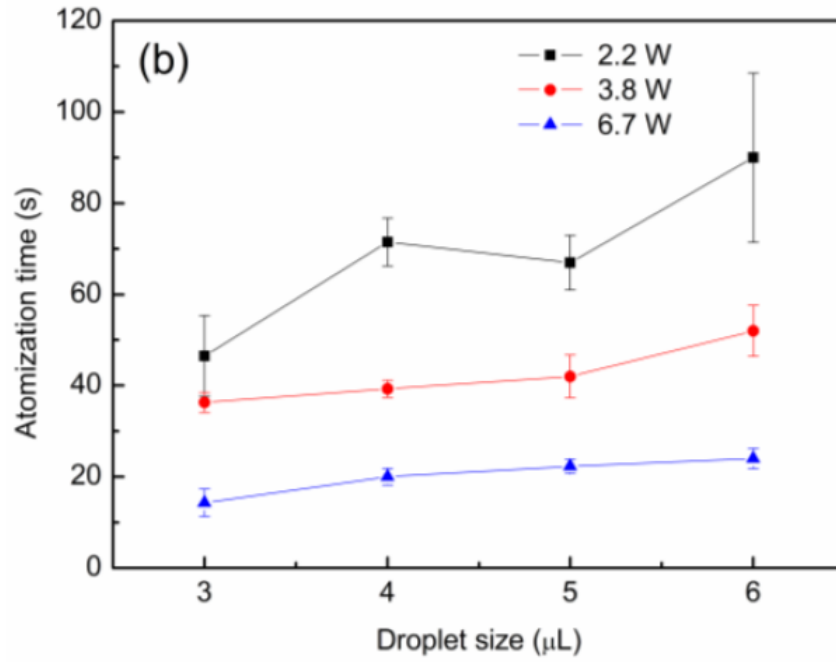 120
100
80
60
40
20
0
Atomization time (s)
(b)
2.2 W
3.8 W
6.7 W
3 4 5 6
Droplet size (μL)